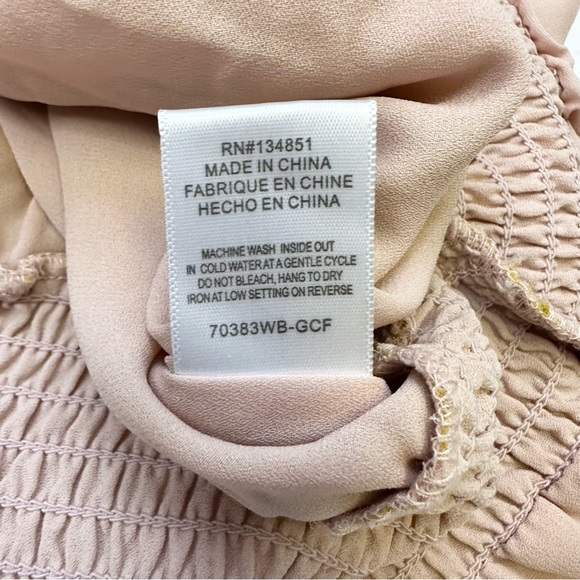 RN#134851
MADE IN CHINA
FABRIQUE EN CHINE
HECHO EN CHINA
MACHINE WASH INSIDE OUT
IN COLD WATER AT A GENTLE CYCLE
DO NOT BLEACH, HANG TO DRY
IRON AT LOW SETTING ON REVERSE
70383WB-GCF